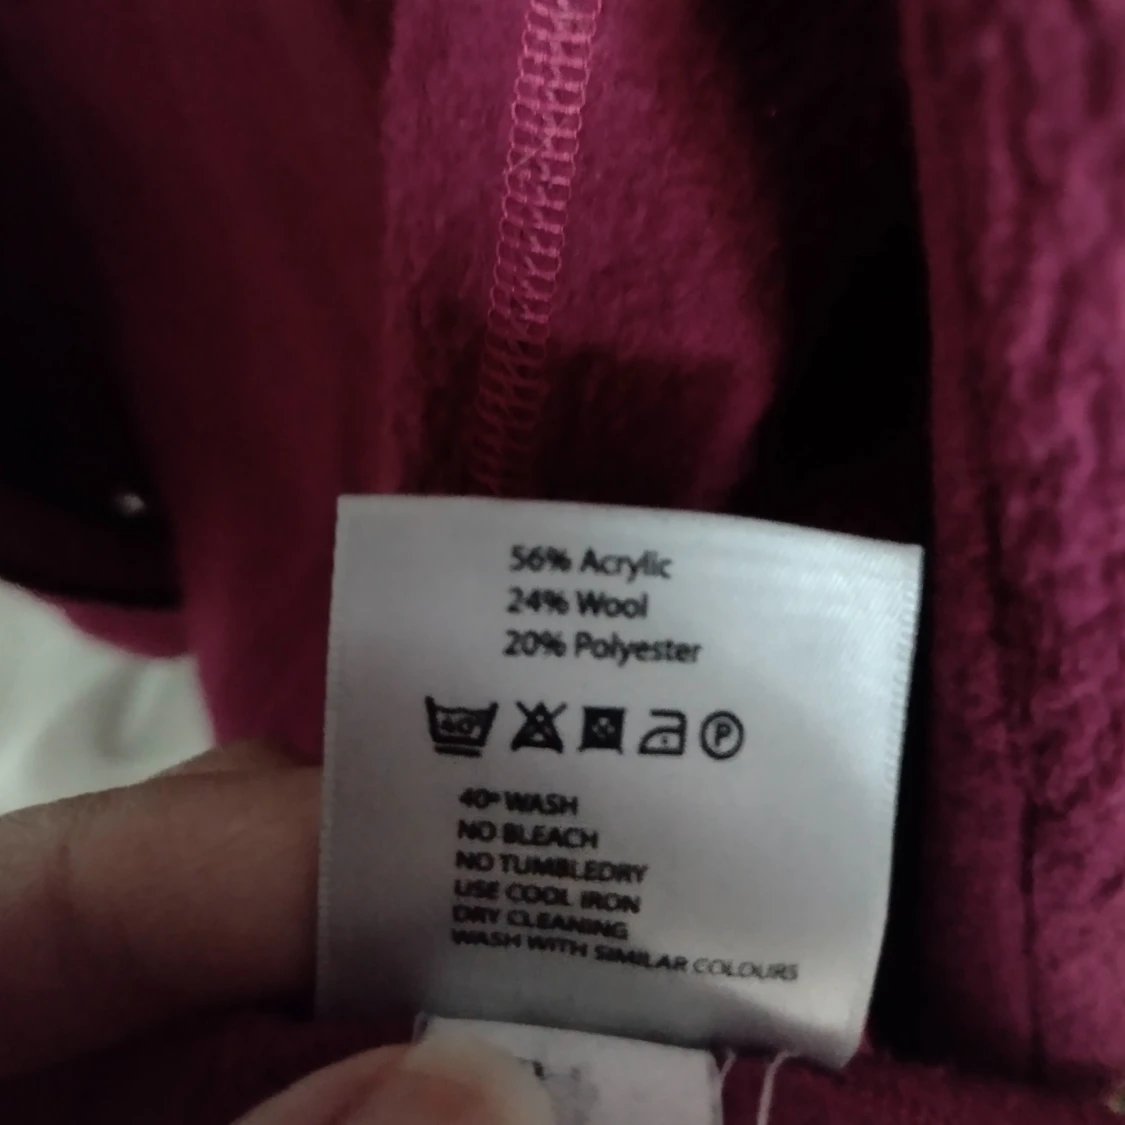 56% Acrylic
24% Wool
20% Polyester
40° P
40° WASH
NO BLEACH
NO TUMBLEDRY
USE COOL IRON
DRY CLEANING
WASH WITH SIMILAR COLOURS